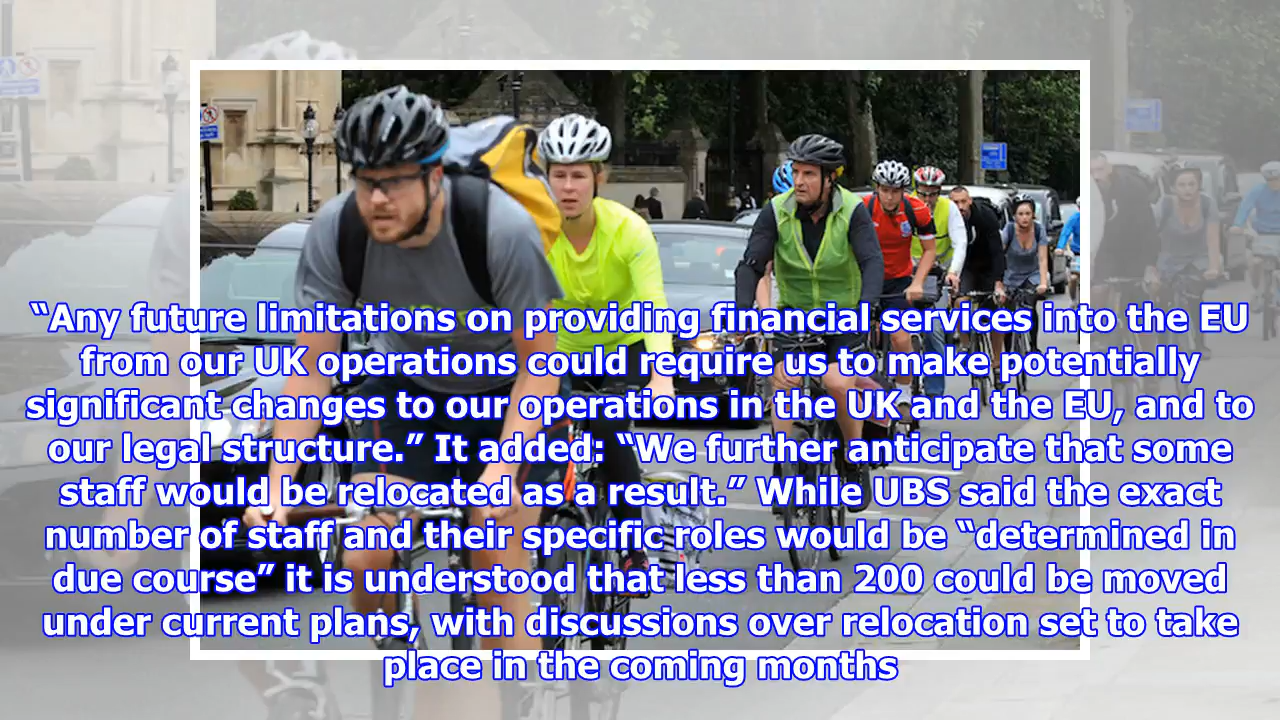 “Any future limitations on providing financial services into the EU
from our UK operations could require us to make potentially
significant changes to our operations in the UK and the EU, and to
our legal structure.” It added: “We further anticipate that some
staff would be relocated as a result.” While UBS said the exact
number of staff and their specific roles would be “determined in
due course” it is understood that less than 200 could be moved
under current plans, with discussions over relocation set to take
place in the coming months